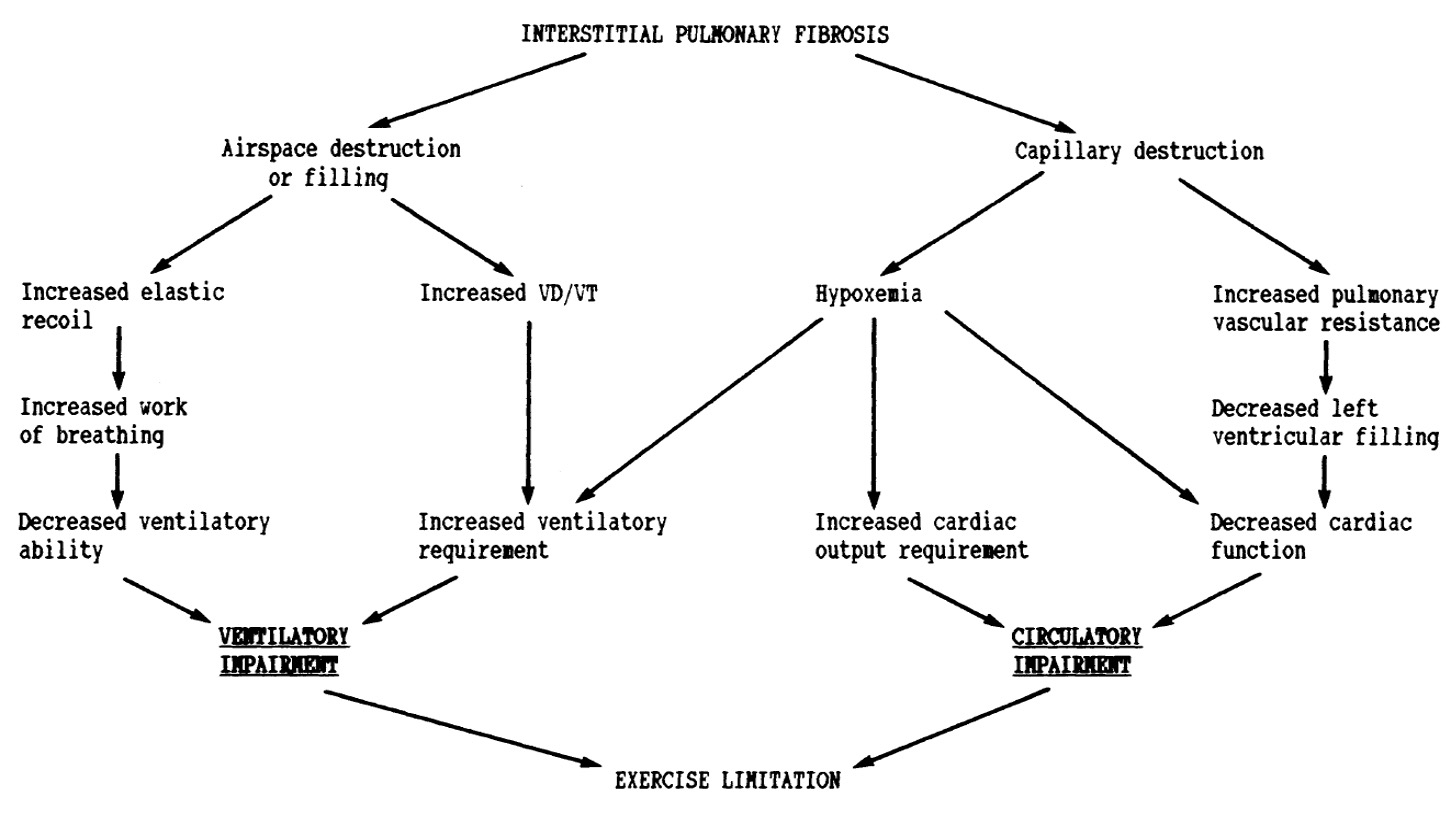 INTERSTITIAL PULMONARY FIBROSIS
Airspace destruction
or filling
Capillary destruction
Increased elastic
recoil
Increased VD/VT
Hypoxemia
Increased pulmonary
vascular resistance
Increased work
of breathing
Decreased left
ventricular filling
Decreased ventilatory
ability
Increased ventilatory
requirement
Increased cardiac
output requirement
Decreased cardiac
function
VENTILATORY
IMPAIRMENT
CIRCULATORY
IMPAIRMENT
EXERCISE LIMITATION